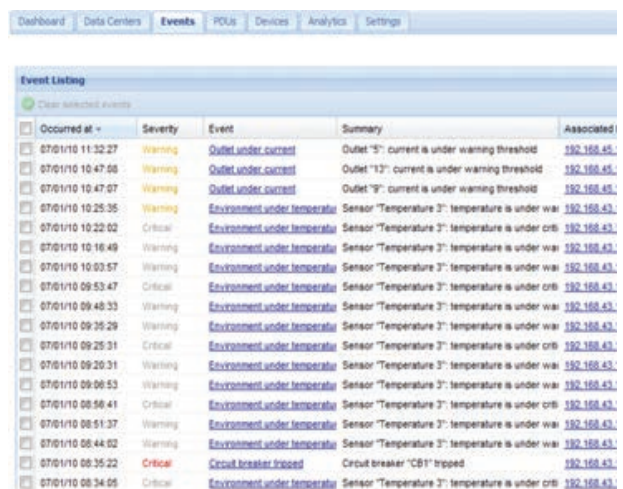 Dashboard Data Centers Events PDUs Devices Analytics Settings
Event Listing
Clear selected events
Occurred at Severity Event Summary Associated
07/01/10 11:32:27 Warning Outlet under current Outlet "5": current is under warning threshold 192.168.45.
07/01/10 10:47:08 Warning Outlet under current Outlet "13": current is under warning threshold 192.168.45.
07/01/10 10:47:07 Warning Outlet under current Outlet "9": current is under warning threshold 192.168.45.
07/01/10 10:25:35 Warning Environment under temperatu Sensor "Temperature 3": temperature is under war 192.168.43.
07/01/10 10:22:02 Critical Environment under temperatu Sensor "Temperature 3": temperature is under criti 192.168.43.
07/01/10 10:16:49 Warning Environment under temperatu Sensor "Temperature 3": temperature is under war 192.168.43.
07/01/10 10:03:57 Warning Environment under temperatu Sensor "Temperature 3": temperature is under war 192.168.43.
07/01/10 09:53:47 Critical Environment under temperatu Sensor "Temperature 3": temperature is under criti 192.168.43.
07/01/10 09:48:33 Warning Environment under temperatu Sensor "Temperature 3": temperature is under war 192.168.43.
07/01/10 09:35:29 Warning Environment under temperatu Sensor "Temperature 3": temperature is under war 192.168.43.
07/01/10 09:25:31 Critical Environment under temperatu Sensor "Temperature 3": temperature is under criti 192.168.43.
07/01/10 09:20:31 Warning Environment under temperatu Sensor "Temperature 3": temperature is under war 192.168.43.
07/01/10 09:06:53 Warning Environment under temperatu Sensor "Temperature 3": temperature is under war 192.168.43.
07/01/10 08:56:41 Critical Environment under temperatu Sensor "Temperature 3": temperature is under criti 192.168.43.
07/01/10 08:51:37 Warning Environment under temperatu Sensor "Temperature 3": temperature is under war 192.168.43.
07/01/10 08:44:02 Warning Environment under temperatu Sensor "Temperature 3": temperature is under war 192.168.43.
07/01/10 08:35:22 Critical Circuit breaker tripped Circuit breaker "CB1" tripped 192.168.43.
07/01/10 08:34:05 Critical Environment under temperatu Sensor "Temperature 3": temperature is under criti 192.168.43.